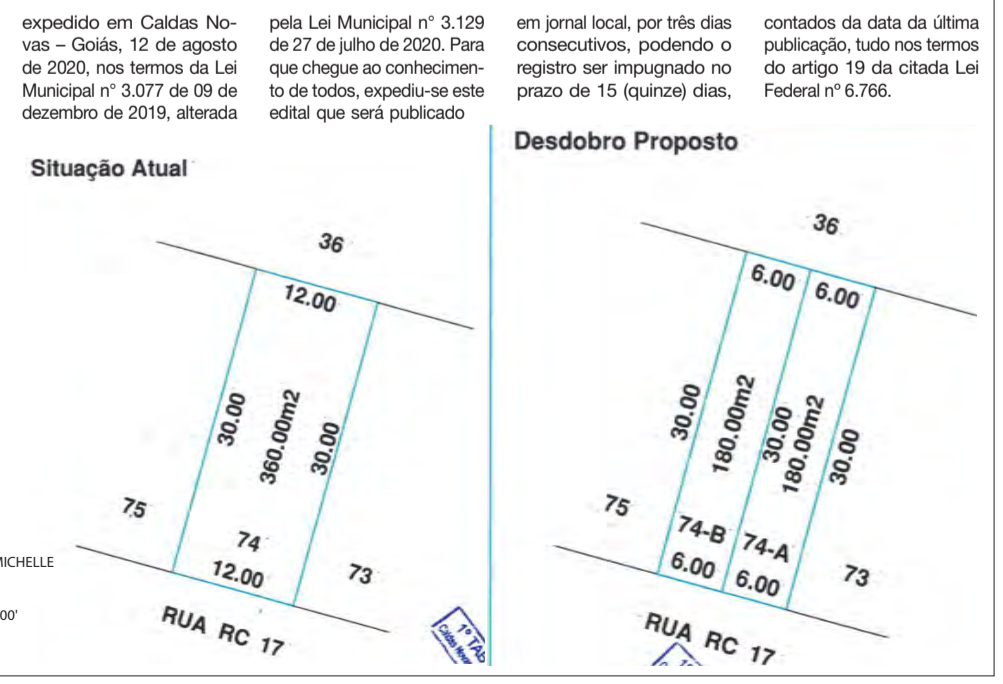 expedido em Caldas No-
vas – Goiás, 12 de agosto
de 2020, nos termos da Lei
Municipal n° 3.077 de 09 de
dezembro de 2019, alterada
pela Lei Municipal n° 3.129
de 27 de julho de 2020. Para
que chegue ao conhecimen-
to de todos, expediu-se este
edital que será publicado
em jornal local, por três dias
consecutivos, podendo o
registro ser impugnado no
prazo de 15 (quinze) dias,
contados da data da última
publicação, tudo nos termos
do artigo 19 da citada Lei
Federal nº 6.766.
Situação Atual
36
12.00
30.00
360.00m2
30.00
75
74
12.00
73
RUA RC 17
MICHELLE
00'
1º TAB
Caldas Novas
Desdobro Proposto
36
6.00
6.00
30.00
180.00m2
30.00
180.00m2
30.00
75
74-B
74-A
6.00
6.00
73
RUA RC 17